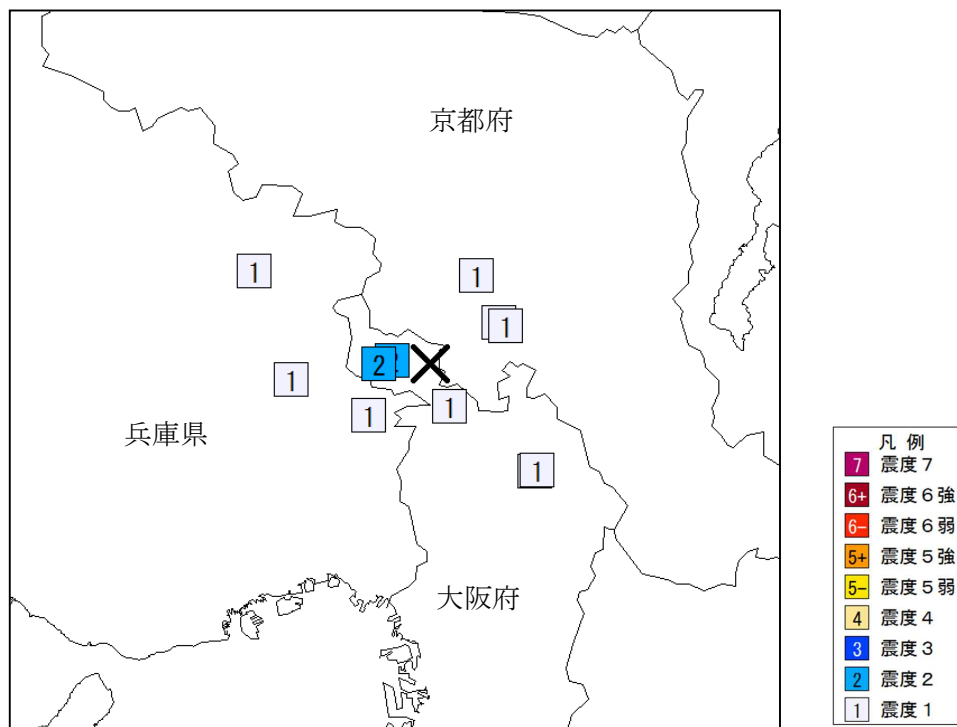 京都府
1
1
1
2
2
1
1
1
兵庫県
1
大阪府
凡 例
7 震度７
6+ 震度６強
6- 震度６弱
5+ 震度５強
5- 震度５弱
4 震度４
3 震度３
2 震度２
1 震度１